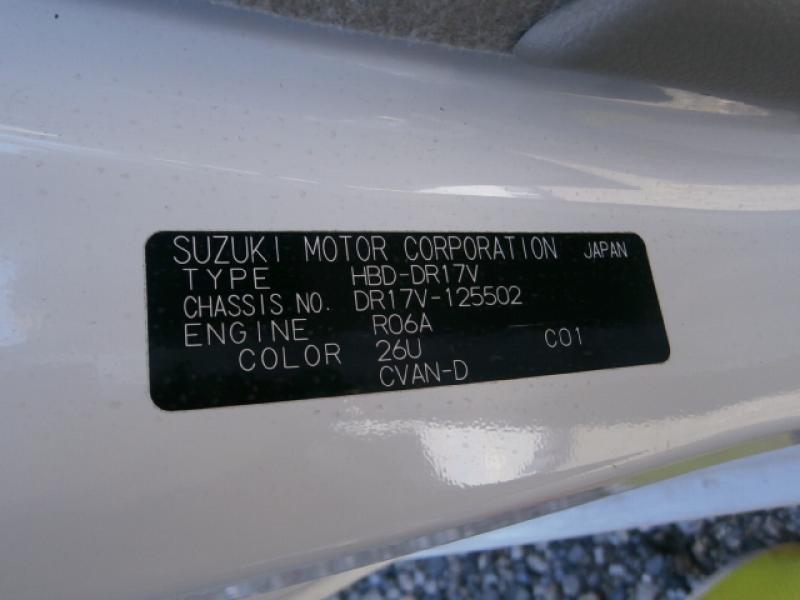 SUZUKI MOTOR CORPORATION JAPAN
TYPE HBD-DR17V
CHASSIS NO. DR17V-125502
ENGINE R06A
COLOR 26U C01
CVAN-D